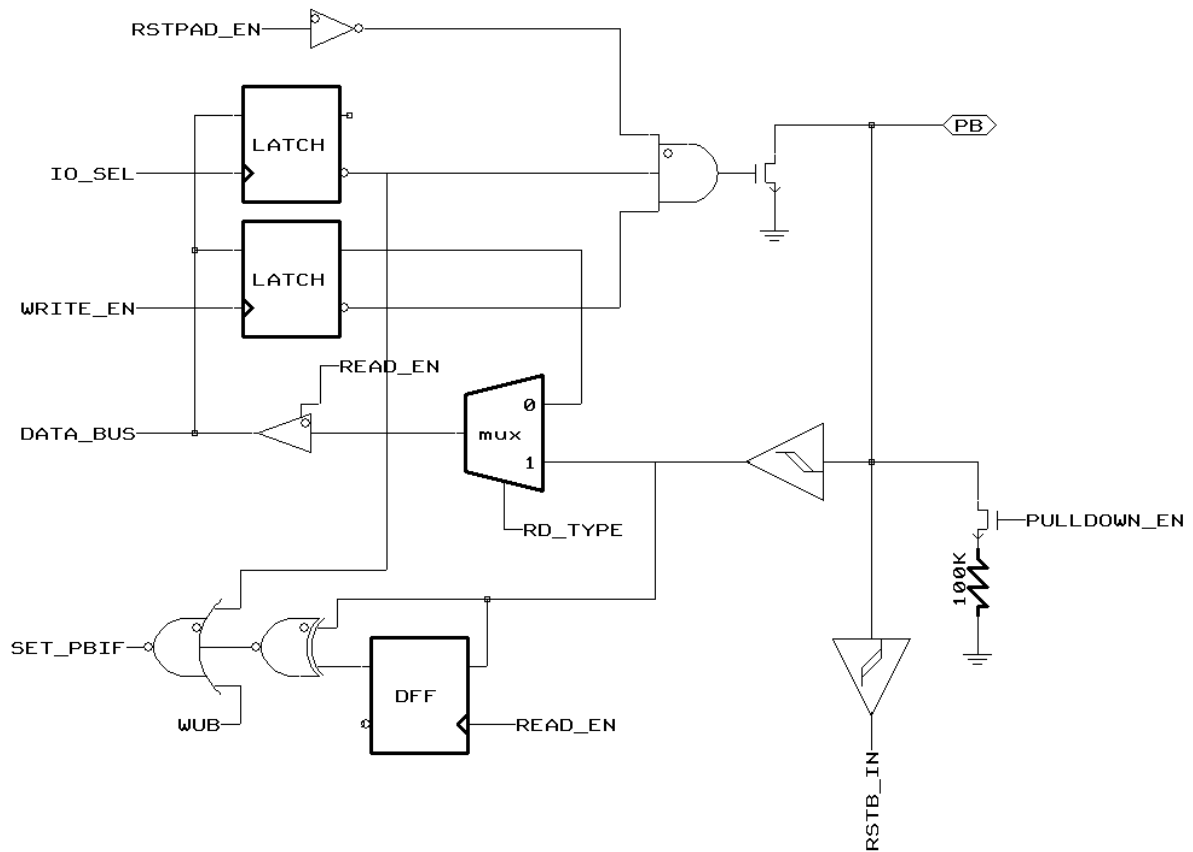 RSTPAD_EN
PB
LATCH
IO_SEL
LATCH
WRITE_EN
READ_EN
0
DATA_BUS
mux
1
RD_TYPE
PULLDOWN_EN
100K
SET_PBIF
DFF
WUB
READ_EN
RSTB_IN